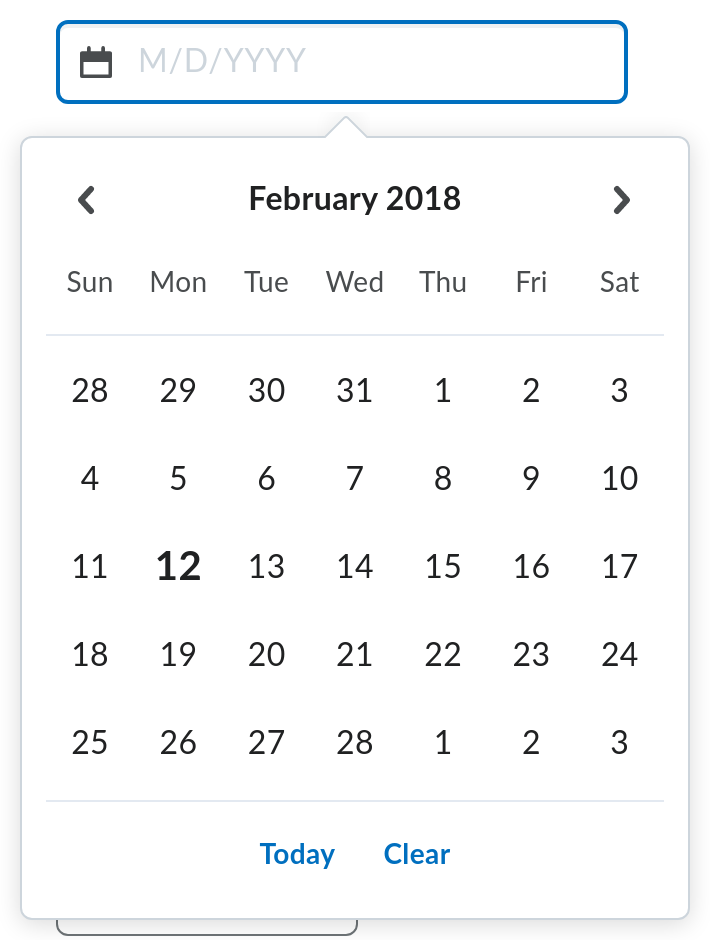 M/D/YYYY
February 2018
Sun Mon Tue Wed Thu Fri Sat
28 29 30 31 1 2 3
4 5 6 7 8 9 10
11 12 13 14 15 16 17
18 19 20 21 22 23 24
25 26 27 28 1 2 3
Today Clear